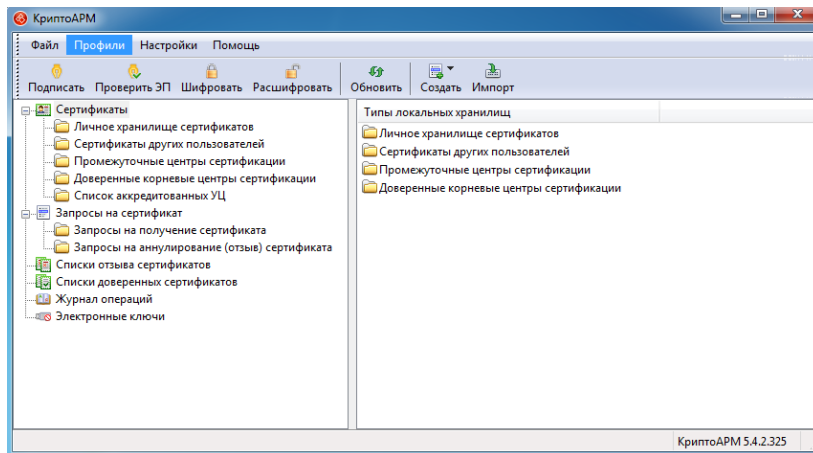 КриптоАРМ
Файл Профили Настройки Помощь
Подписать Проверить ЭП Шифровать Расшифровать Обновить Создать Импорт
Сертификаты
Личное хранилище сертификатов
Сертификаты других пользователей
Промежуточные центры сертификации
Доверенные корневые центры сертификации
Список аккредитованных УЦ
Запросы на сертификат
Запросы на получение сертификата
Запросы на аннулирование (отзыв) сертификата
Списки отзыва сертификатов
Списки доверенных сертификатов
Журнал операций
Электронные ключи
Типы локальных хранилищ
Личное хранилище сертификатов
Сертификаты других пользователей
Промежуточные центры сертификации
Доверенные корневые центры сертификации
КриптоАРМ 5.4.2.325